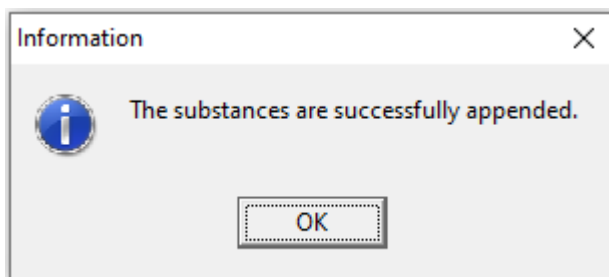 Information
The substances are successfully appended.
OK